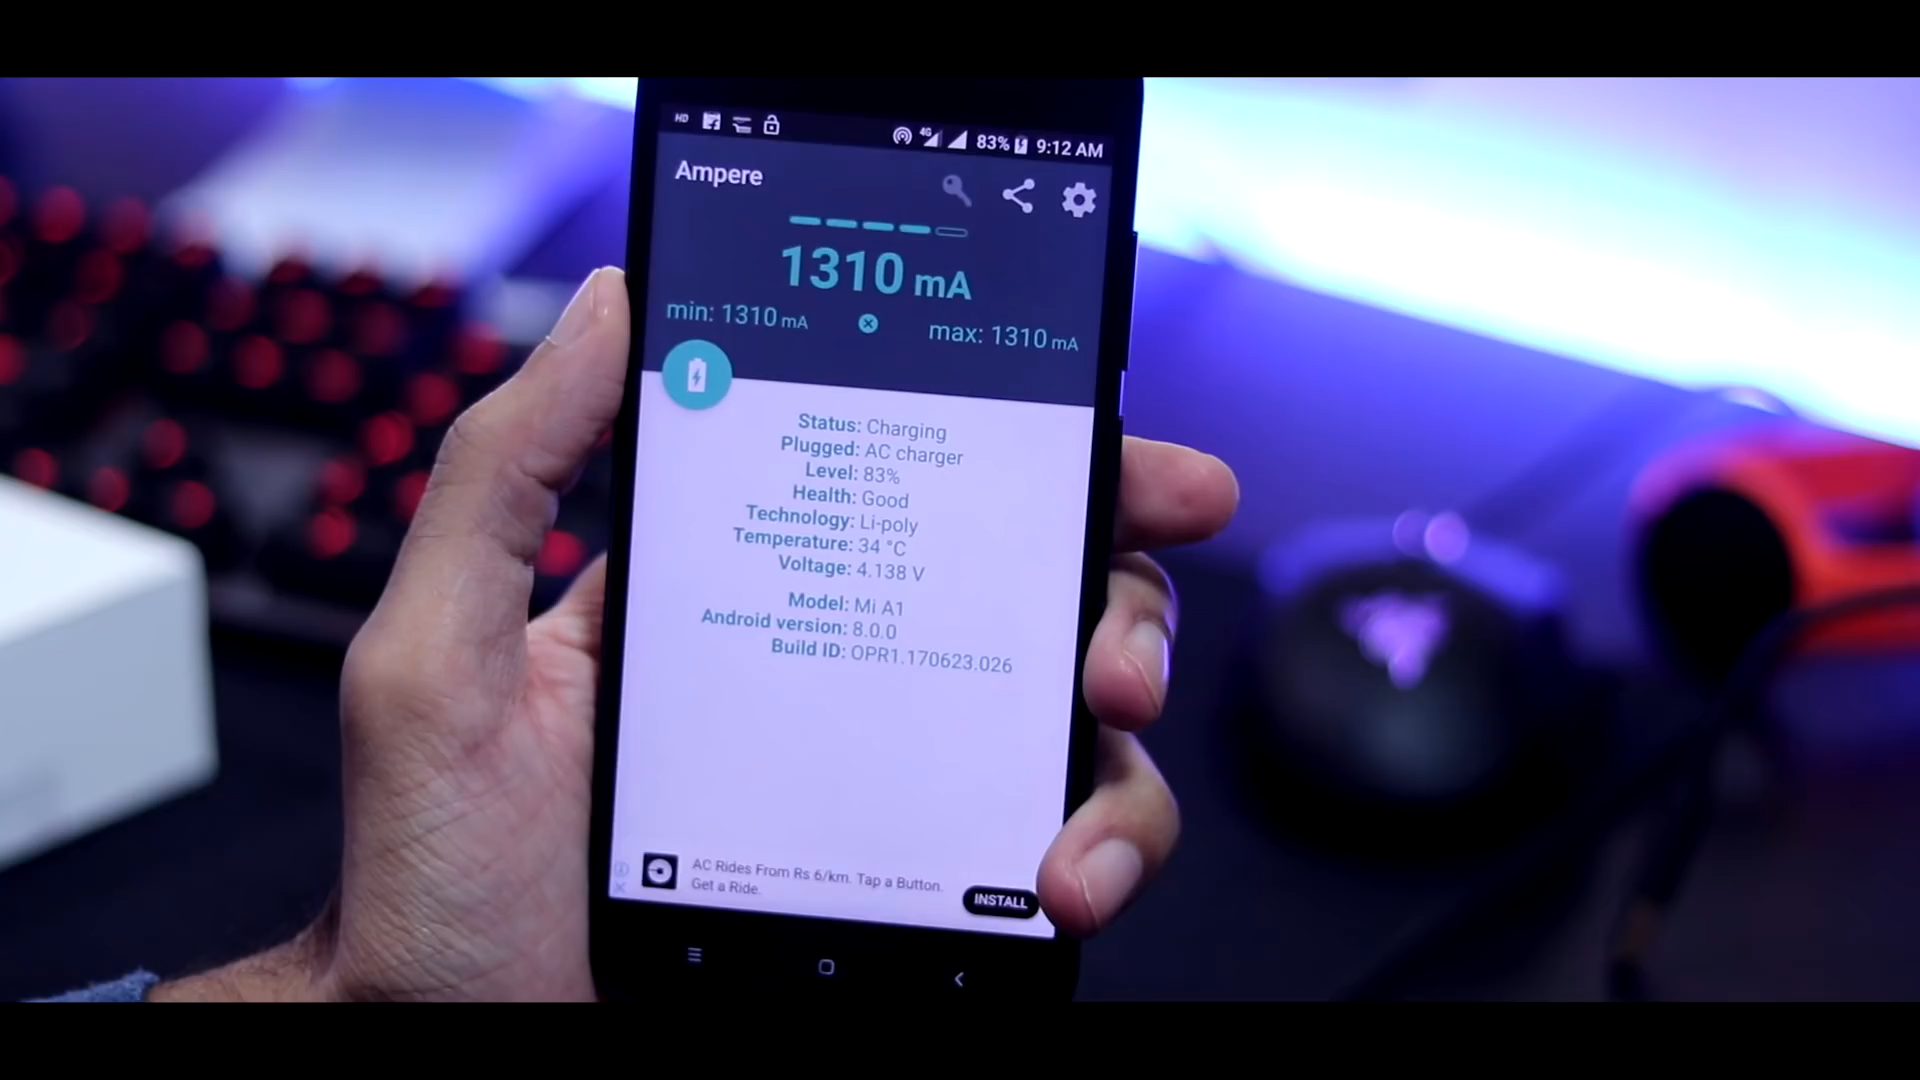 HD 4G 83% 9:12 AM
Ampere
1310 mA
min: 1310 mA max: 1310 mA
Status: Charging
Plugged: AC charger
Level: 83%
Health: Good
Technology: Li-poly
Temperature: 34 °C
Voltage: 4.138 V
Model: Mi A1
Android version: 8.0.0
Build ID: OPR1.170623.026
AC Rides From Rs 6/km. Tap a Button.
Get a Ride.
INSTALL